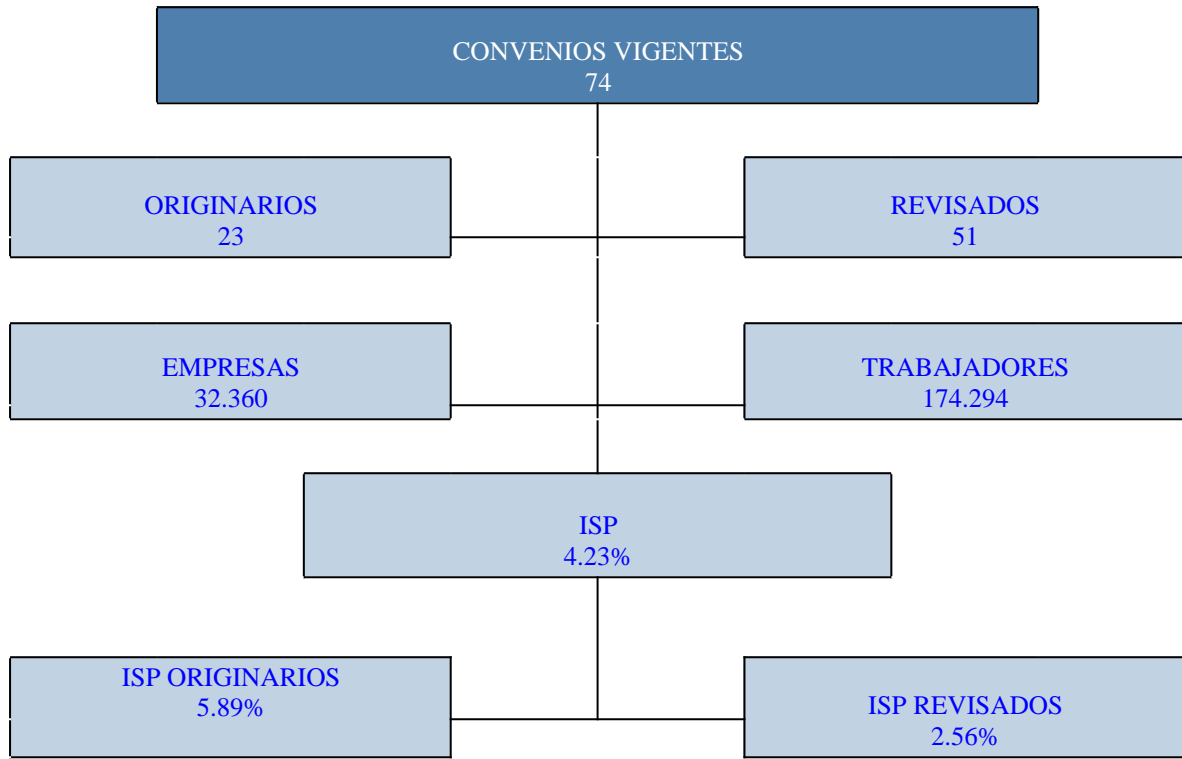 CONVENIOS VIGENTES
74
ORIGINARIOS
23
REVISADOS
51
EMPRESAS
32.360
TRABAJADORES
174.294
ISP
4.23%
ISP ORIGINARIOS
5.89%
ISP REVISADOS
2.56%